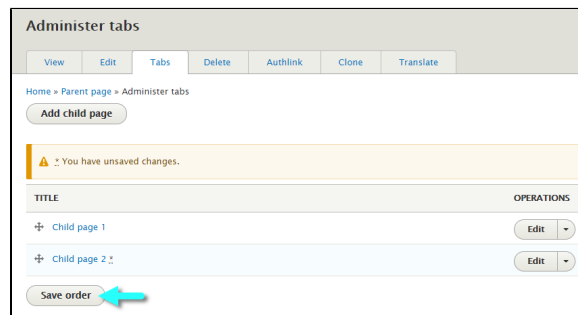 Administer tabs
View Edit Tabs Delete Authlink Clone Translate
Home » Parent page » Administer tabs
Add child page
* You have unsaved changes.
TITLE OPERATIONS
Child page 1 Edit
Child page 2 * Edit
Save order